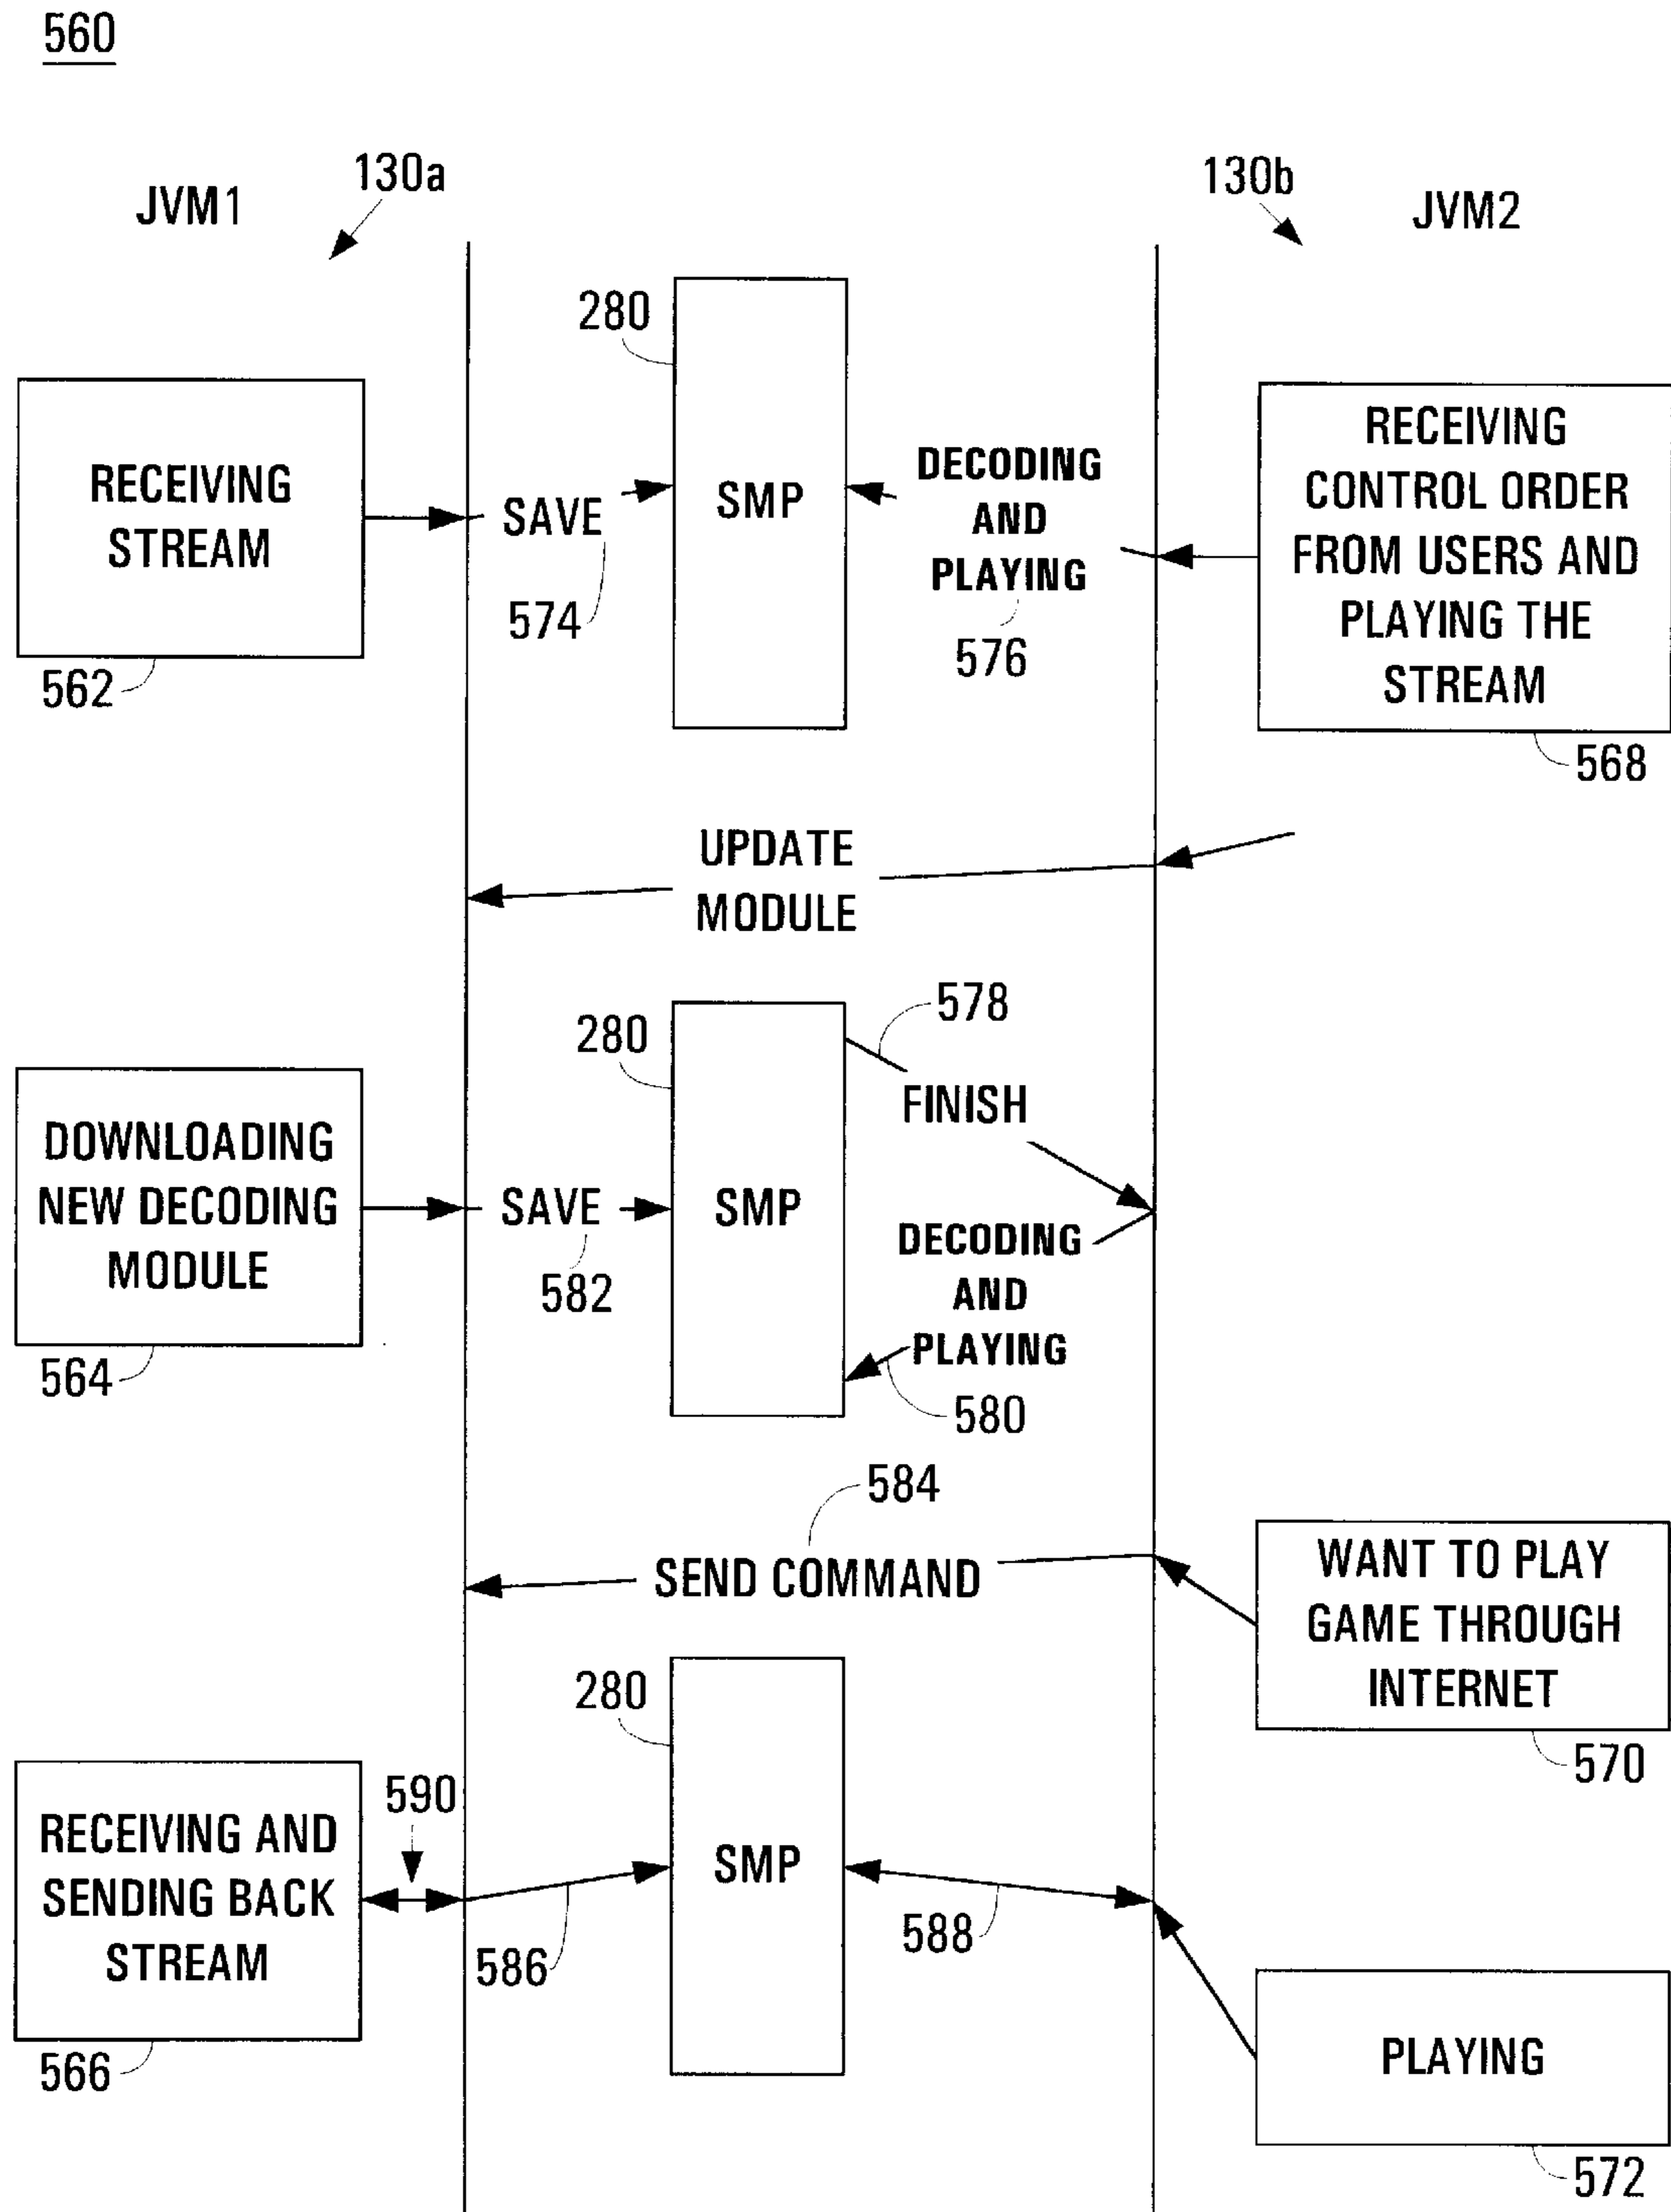 560
JVM1
130a
130b
JVM2
280
RECEIVING
STREAM
562
SAVE
574
SMP
DECODING
AND
PLAYING
576
RECEIVING
CONTROL ORDER
FROM USERS AND
PLAYING THE
STREAM
568
UPDATE
MODULE
280
578
FINISH
DOWNLOADING
NEW DECODING
MODULE
564
SAVE
582
SMP
DECODING
AND
PLAYING
580
584
SEND COMMAND
WANT TO PLAY
GAME THROUGH
INTERNET
570
280
590
RECEIVING AND
SENDING BACK
STREAM
566
586
SMP
588
PLAYING
572